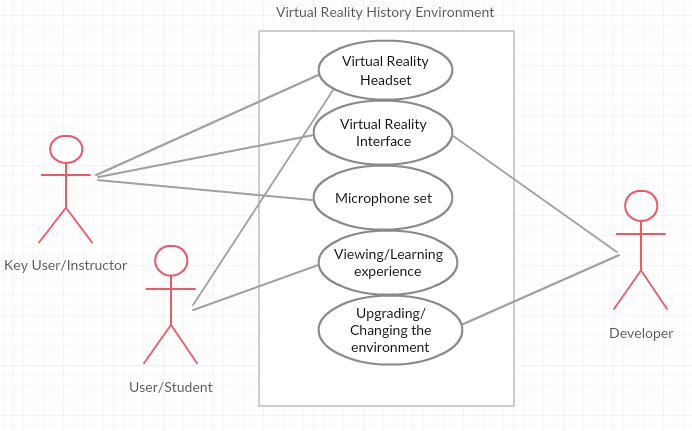 Virtual Reality History Environment
Virtual Reality
Headset
Virtual Reality
Interface
Microphone set
Viewing/Learning
experience
Upgrading/
Changing the
environment
Key User/Instructor
User/Student
Developer